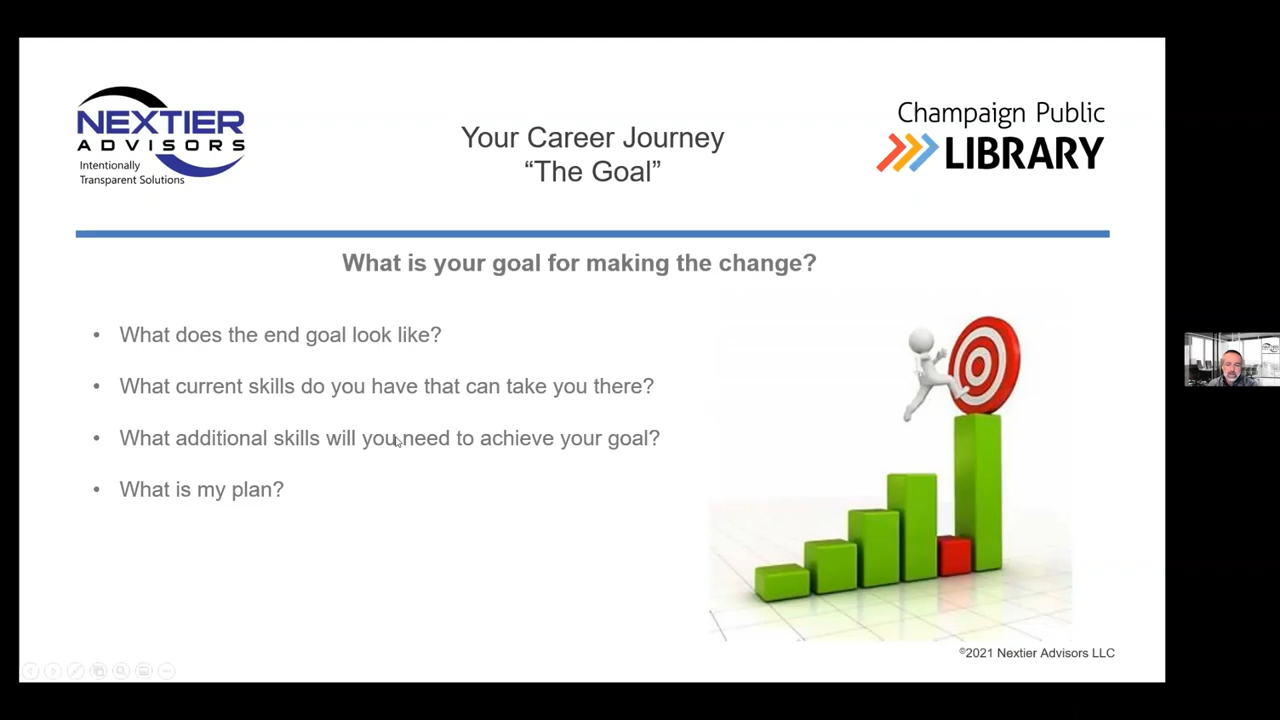 NEXTIER
ADVISORS
Intentionally
Transparent Solutions
Your Career Journey
“The Goal”
Champaign Public
LIBRARY
What is your goal for making the change?
• What does the end goal look like?
• What current skills do you have that can take you there?
• What additional skills will you need to achieve your goal?
• What is my plan?
©2021 Nextier Advisors LLC